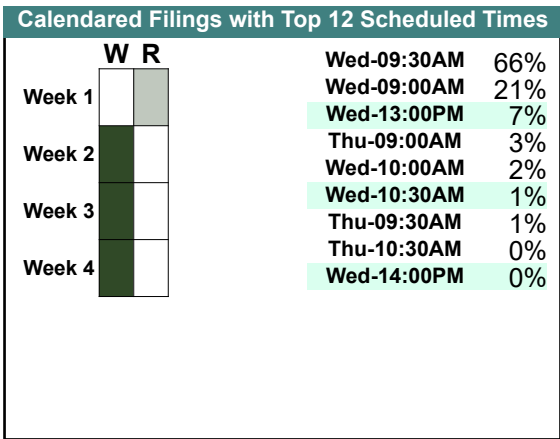 Calendared Filings with Top 12 Scheduled Times
W R
Week 1
Week 2
Week 3
Week 4
Wed-09:30AM 66%
Wed-09:00AM 21%
Wed-13:00PM 7%
Thu-09:00AM 3%
Wed-10:00AM 2%
Wed-10:30AM 1%
Thu-09:30AM 1%
Thu-10:30AM 0%
Wed-14:00PM 0%